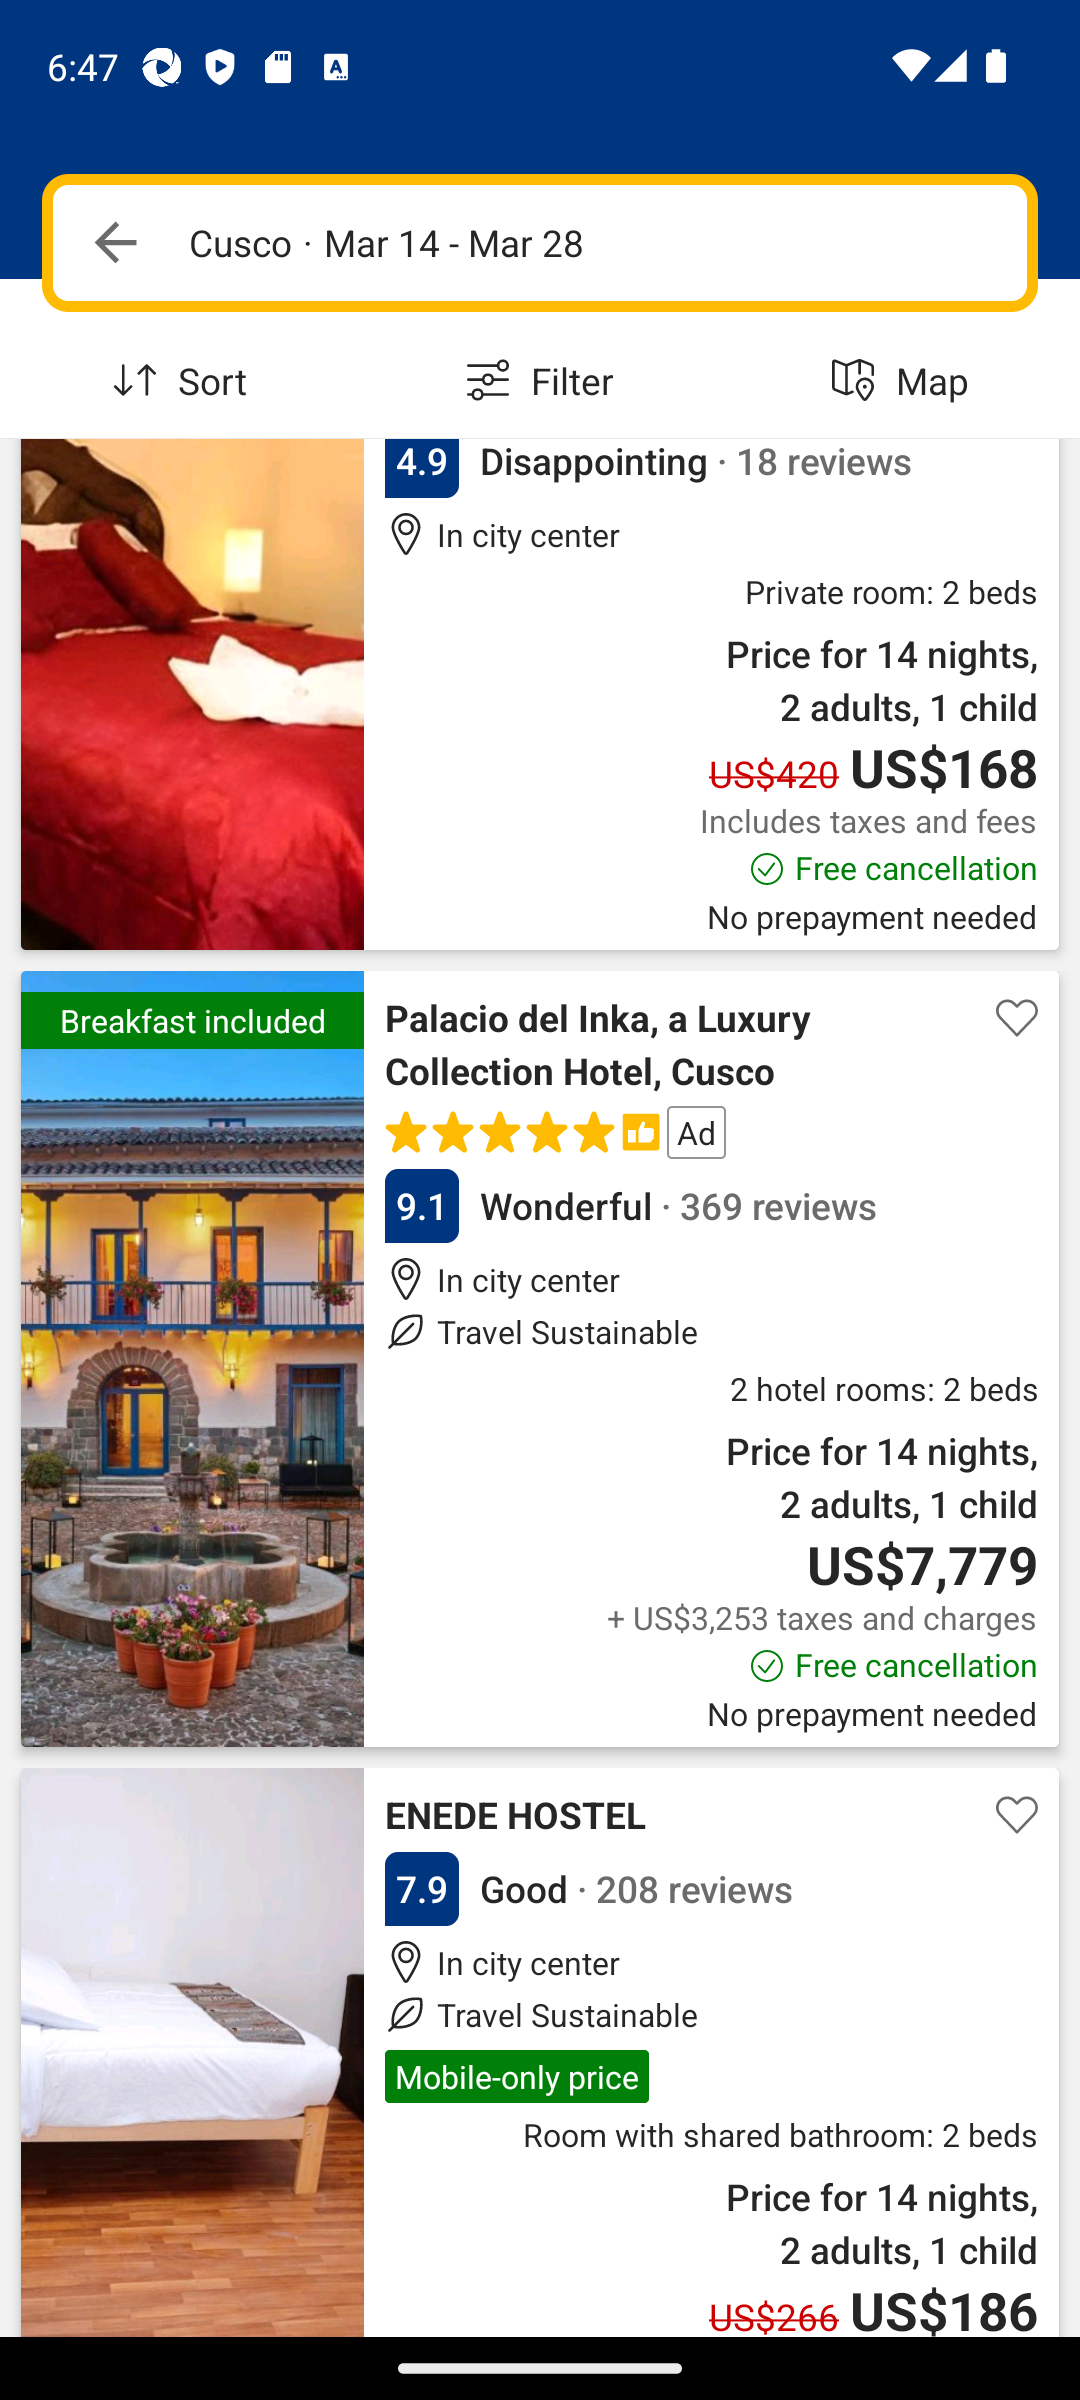 6:47
Cusco · Mar 14 - Mar 28
Sort
Filter
Map
4.9 Disappointing · 18 reviews
In city center
Private room: 2 beds
Price for 14 nights,
2 adults, 1 child
US$420 US$168
Includes taxes and fees
Free cancellation
No prepayment needed
Breakfast included
Palacio del Inka, a Luxury
Collection Hotel, Cusco
Ad
9.1 Wonderful · 369 reviews
In city center
Travel Sustainable
2 hotel rooms: 2 beds
Price for 14 nights,
2 adults, 1 child
US$7,779
+ US$3,253 taxes and charges
Free cancellation
No prepayment needed
ENEDE HOSTEL
7.9 Good · 208 reviews
In city center
Travel Sustainable
Mobile-only price
Room with shared bathroom: 2 beds
Price for 14 nights,
2 adults, 1 child
US$266 US$186